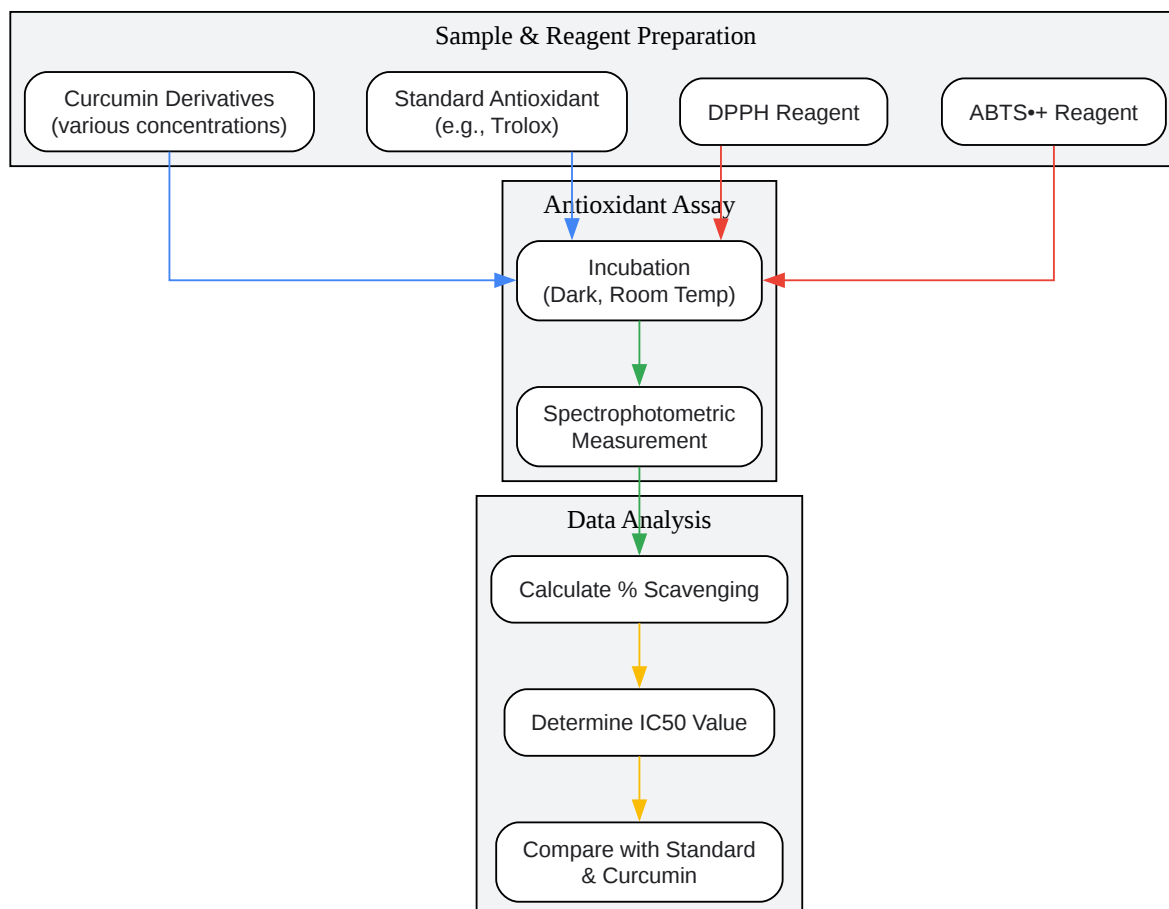 Sample & Reagent Preparation
Curcumin Derivatives
(various concentrations)
Standard Antioxidant
(e.g., Trolox)
DPPH Reagent
ABTS•+ Reagent
Antioxidant Assay
Incubation
(Dark, Room Temp)
Spectrophotometric
Measurement
Data Analysis
Calculate % Scavenging
Determine IC50 Value
Compare with Standard
& Curcumin